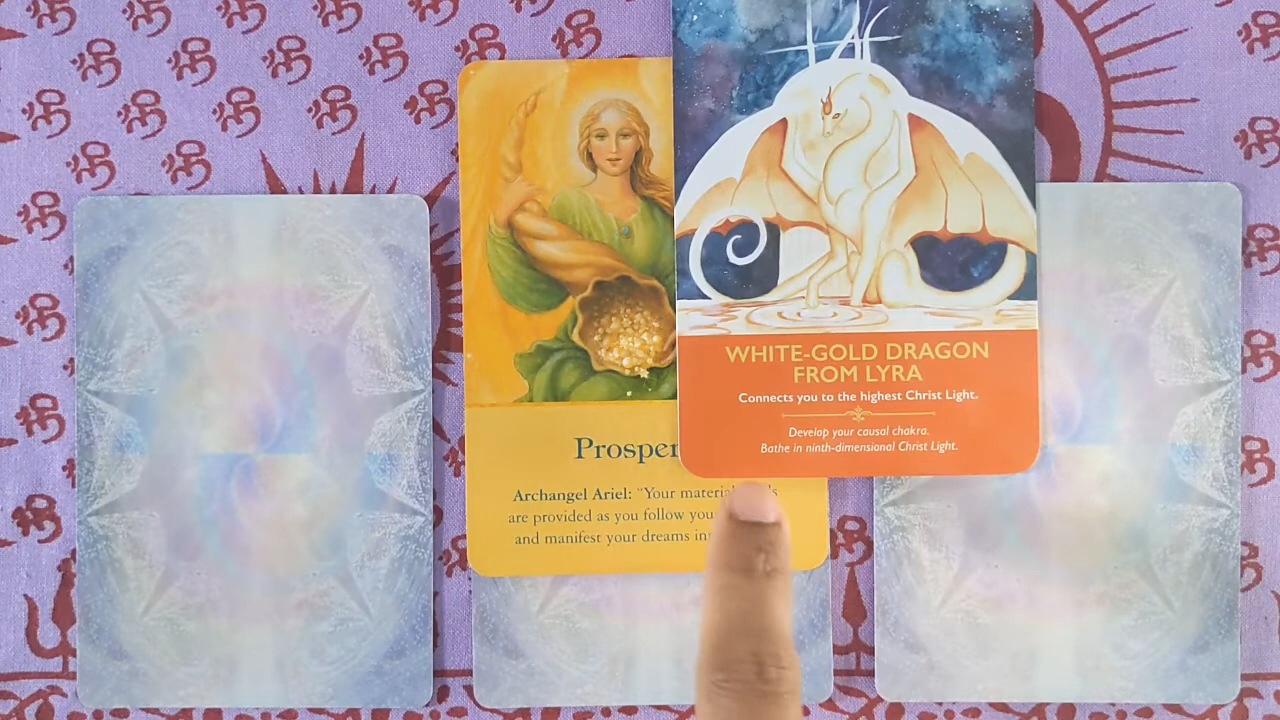 WHITE-GOLD DRAGON
FROM LYRA
Connects you to the highest Christ Light.
Develop your causal chakra.
Bathe in ninth-dimensional Christ Light.
Prosper
Archangel Ariel: “Your material
are provided as you follow you
and manifest your dreams in